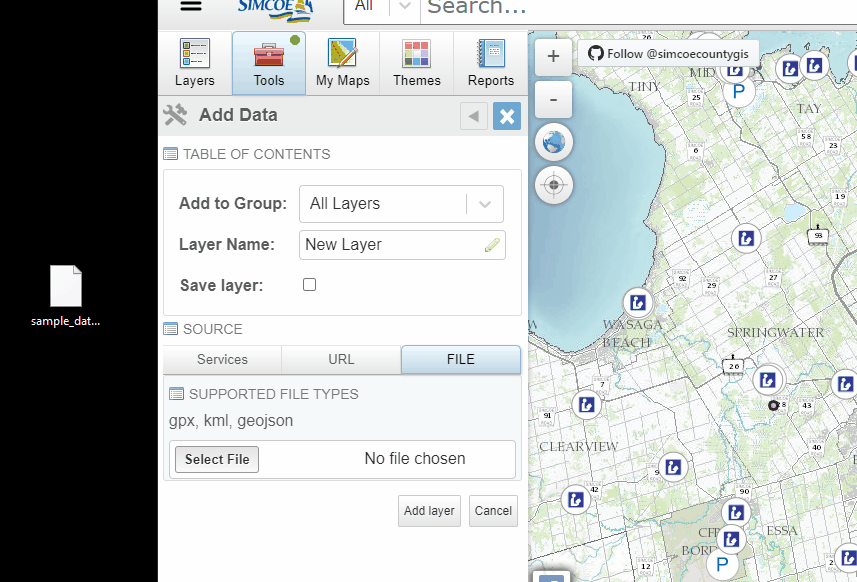 SIMCOE
All
Search...
Layers
Tools
My Maps
Themes
Reports
Add Data
TABLE OF CONTENTS
Add to Group:
All Layers
Layer Name:
New Layer
Save layer:
SOURCE
Services
URL
FILE
SUPPORTED FILE TYPES
gpx, kml, geojson
Select File
No file chosen
Add layer
Cancel
sample_dat...
+
-
Follow @simcoecountygis
TINY
TAY
25
58
23
6
19
93
92
29
27
WASAGA
BEACH
SPRINGWATER
26
7
91
43
CLEARVIEW
40
42
90
ESSA
12
P
P